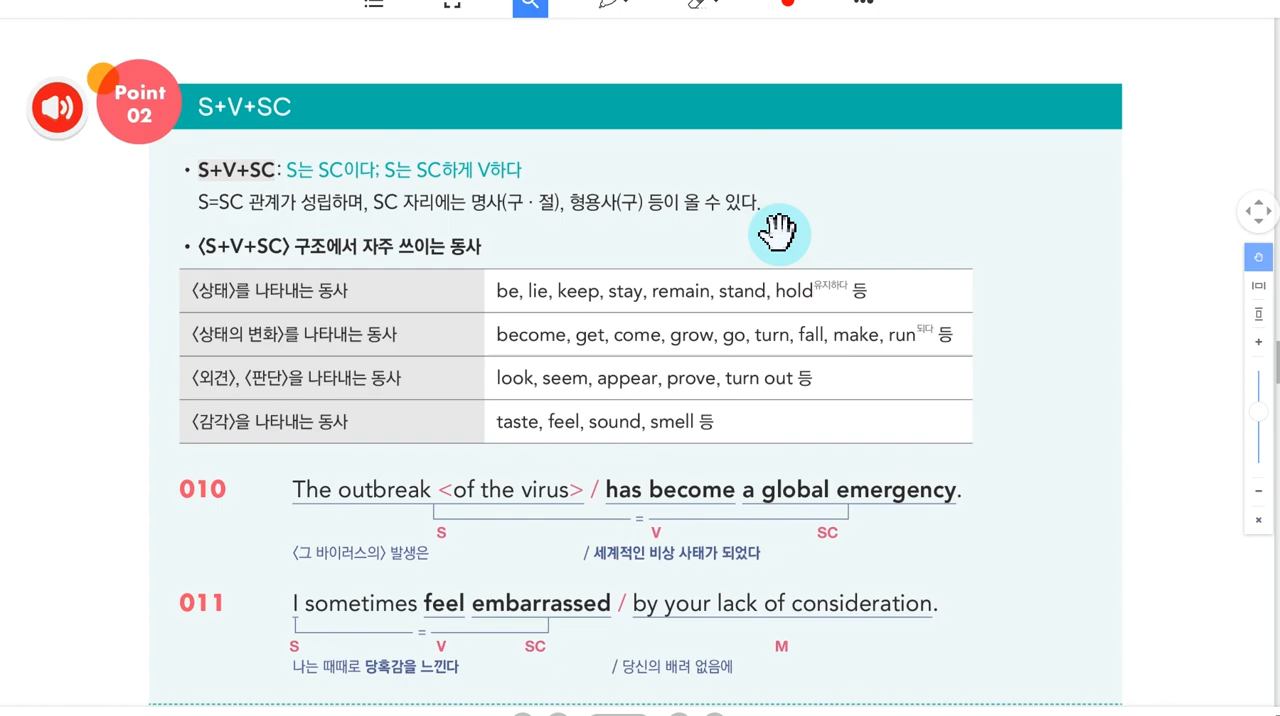 Point
02
S+V+SC
• S+V+SC: S는 SC이다; S는 SC하게 V하다
S=SC 관계가 성립하며, SC 자리에는 명사(구 · 절), 형용사(구) 등이 올 수 있다.
• 〈S+V+SC〉 구조에서 자주 쓰이는 동사
〈상태〉를 나타내는 동사 be, lie, keep, stay, remain, stand, hold유지하다 등
〈상태의 변화〉를 나타내는 동사 become, get, come, grow, go, turn, fall, make, run되다 등
〈외견〉, 〈판단〉을 나타내는 동사 look, seem, appear, prove, turn out 등
〈감각〉을 나타내는 동사 taste, feel, sound, smell 등
010 The outbreak <of the virus> / has become a global emergency.
=
S V SC
〈그 바이러스의〉 발생은 / 세계적인 비상 사태가 되었다
011 I sometimes feel embarrassed / by your lack of consideration.
=
S V SC M
나는 때때로 당혹감을 느낀다 / 당신의 배려 없음에